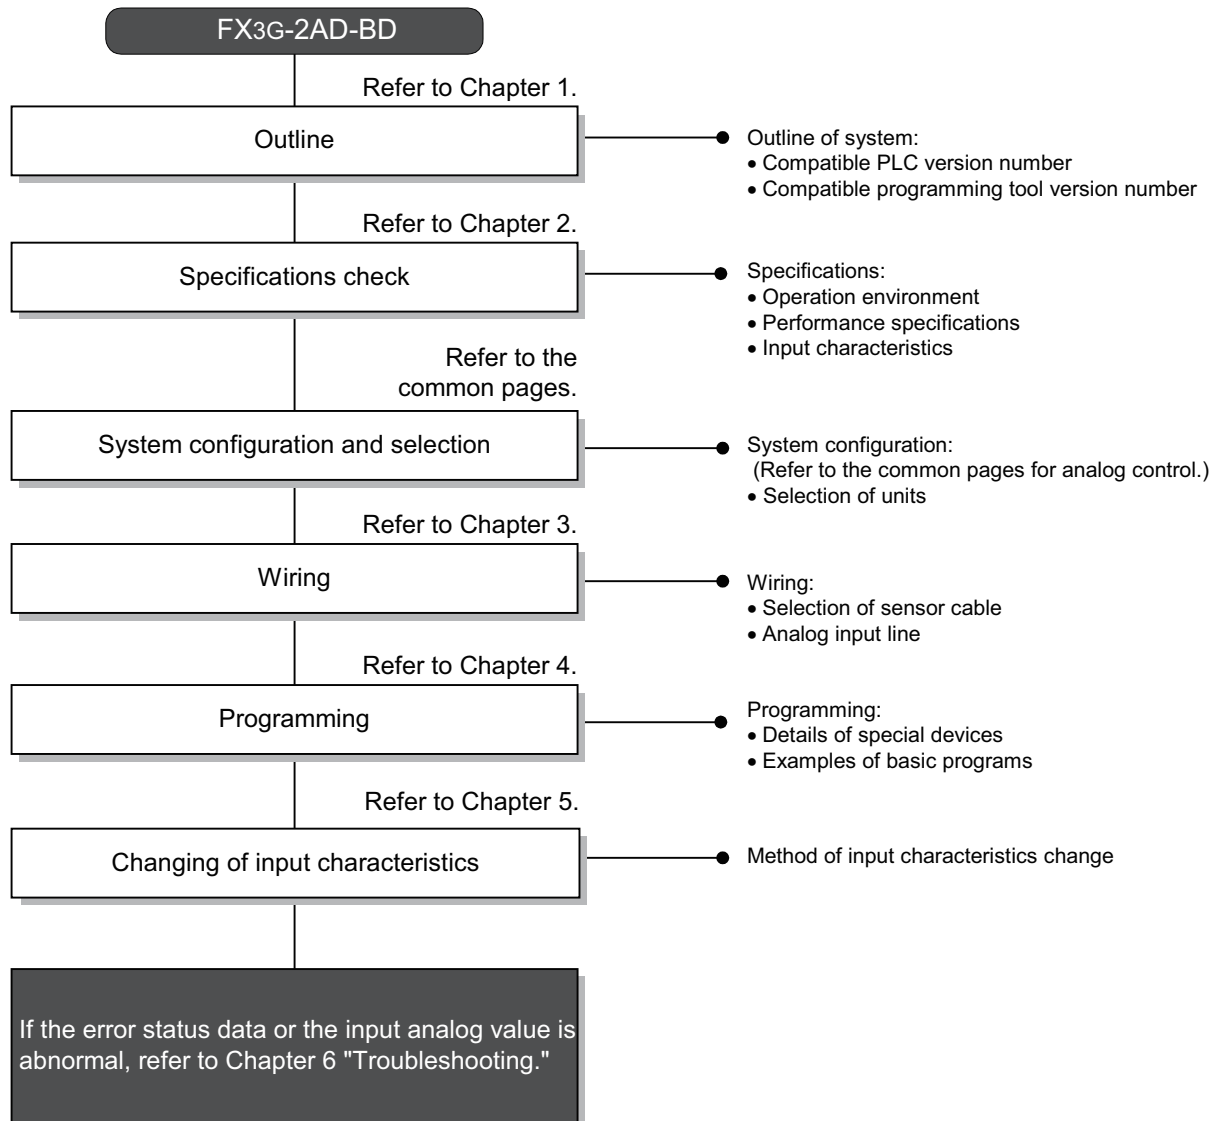 FX3G-2AD-BD
Refer to Chapter 1.
Outline
Outline of system:
• Compatible PLC version number
• Compatible programming tool version number
Refer to Chapter 2.
Specifications check
Specifications:
• Operation environment
• Performance specifications
• Input characteristics
Refer to the
common pages.
System configuration and selection
System configuration:
(Refer to the common pages for analog control.)
• Selection of units
Refer to Chapter 3.
Wiring
Wiring:
• Selection of sensor cable
• Analog input line
Refer to Chapter 4.
Programming
Programming:
• Details of special devices
• Examples of basic programs
Refer to Chapter 5.
Changing of input characteristics
Method of input characteristics change
If the error status data or the input analog value is
abnormal, refer to Chapter 6 "Troubleshooting."